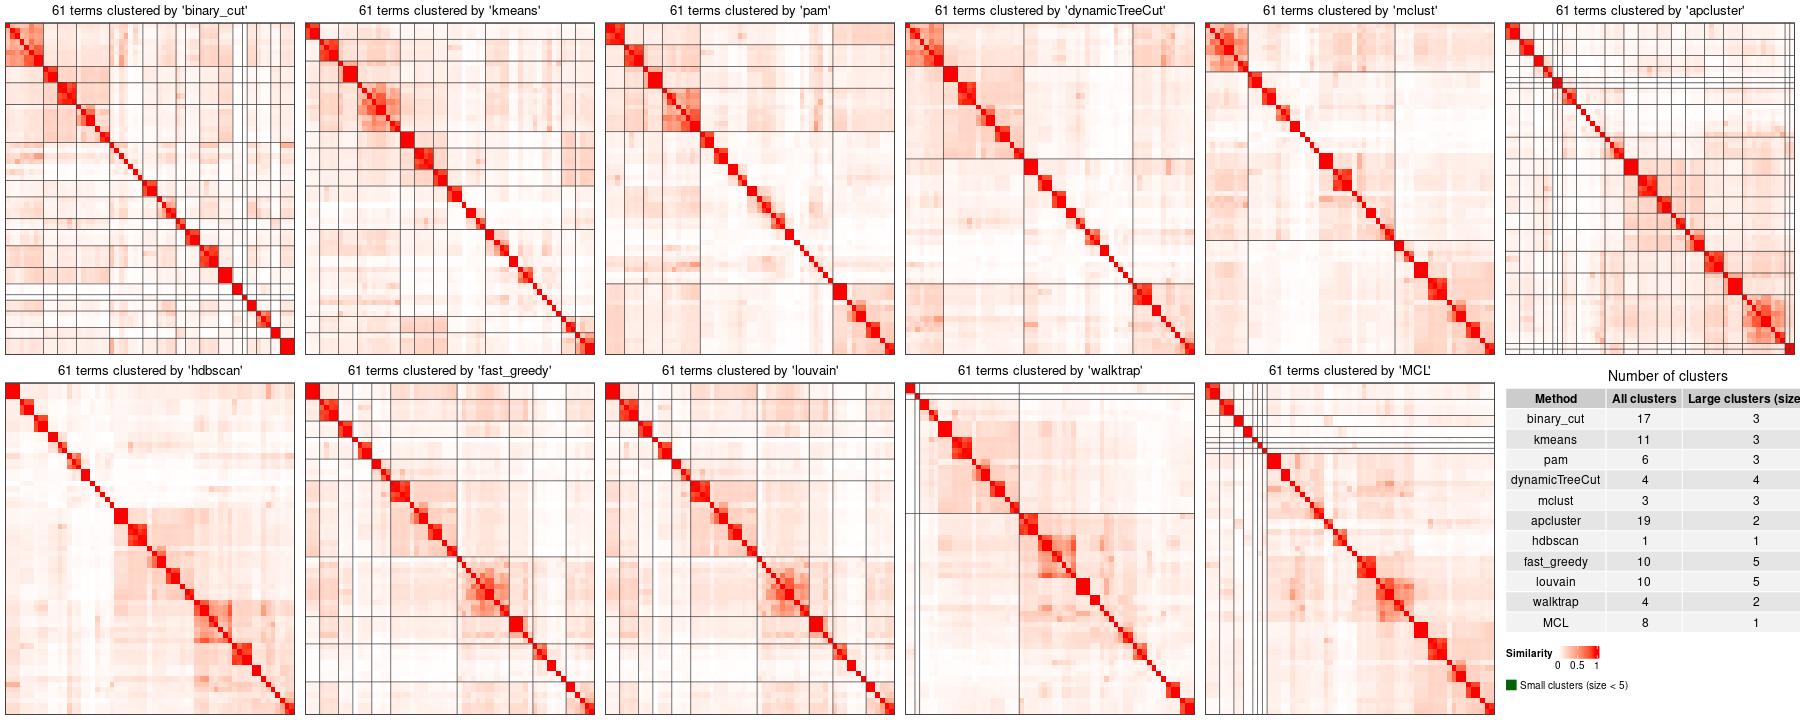 61 terms clustered by 'binary_cut'
61 terms clustered by 'kmeans'
61 terms clustered by 'pam'
61 terms clustered by 'dynamicTreeCut'
61 terms clustered by 'mclust'
61 terms clustered by 'apcluster'
61 terms clustered by 'hdbscan'
61 terms clustered by 'fast_greedy'
61 terms clustered by 'louvain'
61 terms clustered by 'walktrap'
61 terms clustered by 'MCL'
Number of clusters
Method All clusters Large clusters (size
binary_cut 17 3
kmeans 11 3
pam 6 3
dynamicTreeCut 4 4
mclust 3 3
apcluster 19 2
hdbscan 1 1
fast_greedy 10 5
louvain 10 5
walktrap 4 2
MCL 8 1
Similarity
0 0.5 1
Small clusters (size < 5)